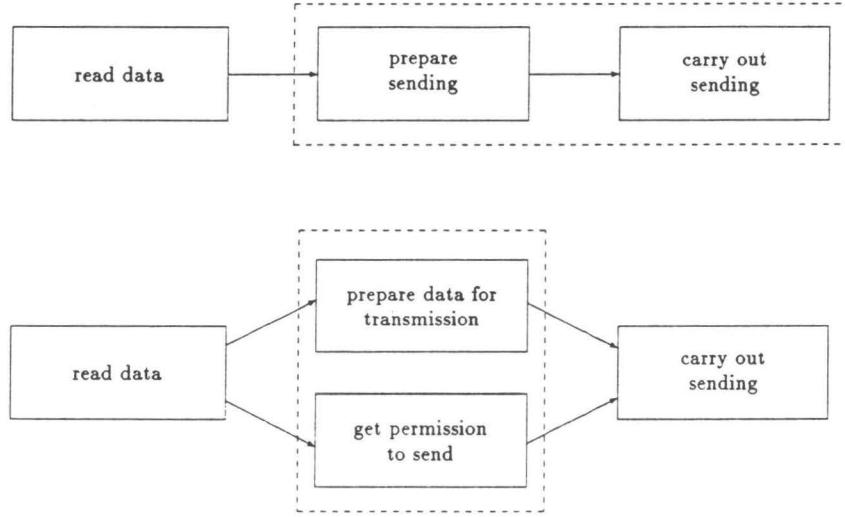 read data
prepare
sending
carry out
sending
prepare data for
transmission
read data
carry out
sending
get permission
to send